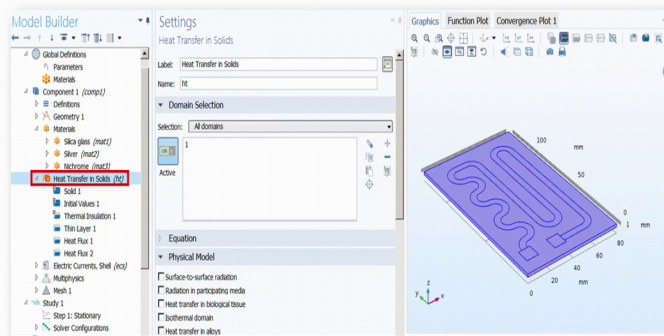 Model Builder
Global Definitions
Parameters
Materials
Component 1 (comp1)
Definitions
Geometry 1
Materials
Silica glass (mat1)
Silver (mat2)
Nichrome (mat3)
Heat Transfer in Solids (ht)
Solid 1
Initial Values 1
Thermal Insulation 1
Thin Layer 1
Heat Flux 1
Heat Flux 2
Electric Currents, Shell (ecs)
Multiphysics
Mesh 1
Study 1
Step 1: Stationary
Solver Configurations
Settings
Heat Transfer in Solids
Label: Heat Transfer in Solids
Name: ht
Domain Selection
Selection: All domains
1
Active
Equation
Physical Model
Surface-to-surface radiation
Radiation in participating media
Heat transfer in biological tissue
Isothermal domain
Heat transfer in alloys
Graphics Function Plot Convergence Plot 1
100
mm
50
0
1 mm
80
60
mm
40
20
0
z
y x